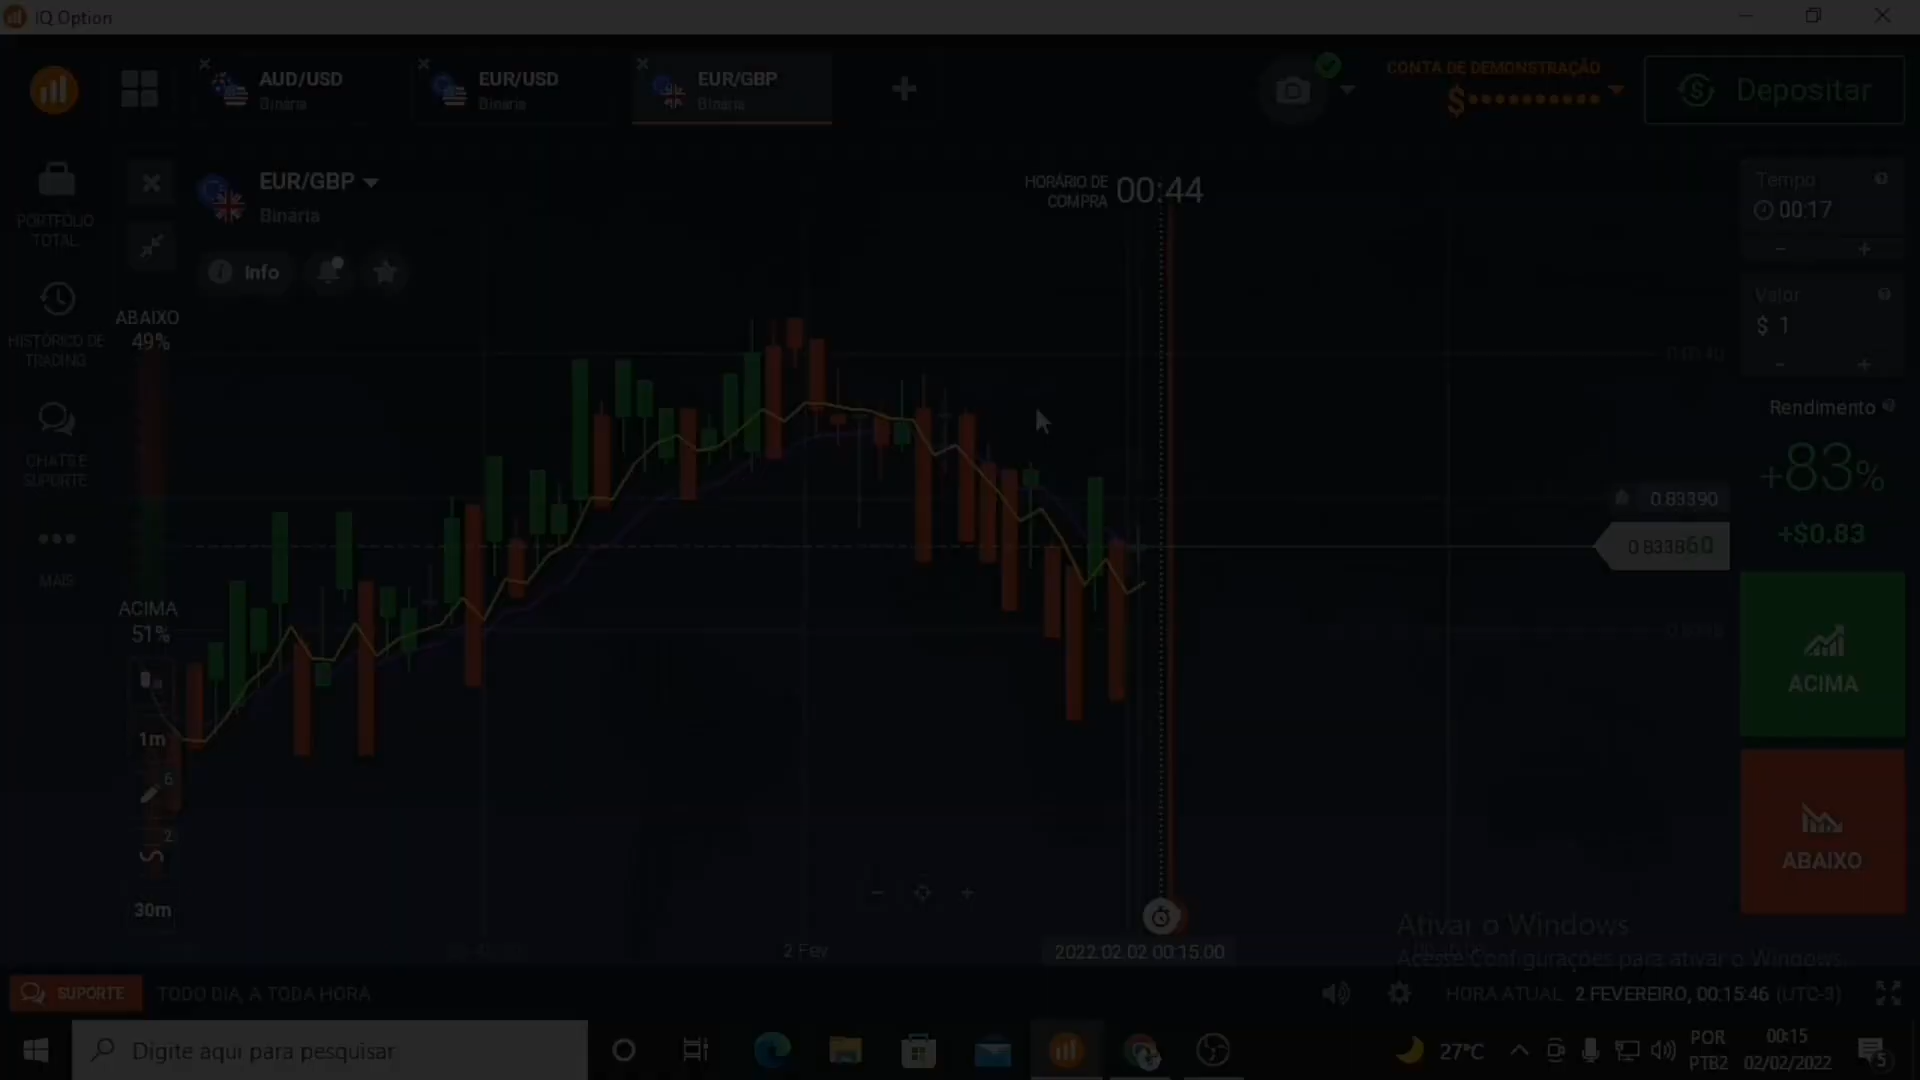 IQ Option
AUD/USD
Binária
EUR/USD
Binária
EUR/GBP
Binária
CONTA DE DEMONSTRAÇÃO
$
Depositar
PORTFÓLIO
TOTAL
HISTÓRICO DE
TRADING
CHATS E
SUPORTE
MAIS
EUR/GBP
Binária
Info
HORÁRIO DE
COMPRA
00:44
ABAIXO
49%
ACIMA
51%
1m
6
2
30m
Tempo
00:17
Valor
$ 1
Rendimento
+83%
+$0.83
0.83390
0.833860
ACIMA
ABAIXO
2 Fev
2022.02.02 00:15:00
Ativar o Windows
Acesse Configurações para ativar o Windows.
SUPORTE
TODO DIA, A TODA HORA
HORA ATUAL 2 FEVEREIRO, 00:15:46 (UTC-3)
Digite aqui para pesquisar
27°C
POR
PTB2
00:15
02/02/2022
5